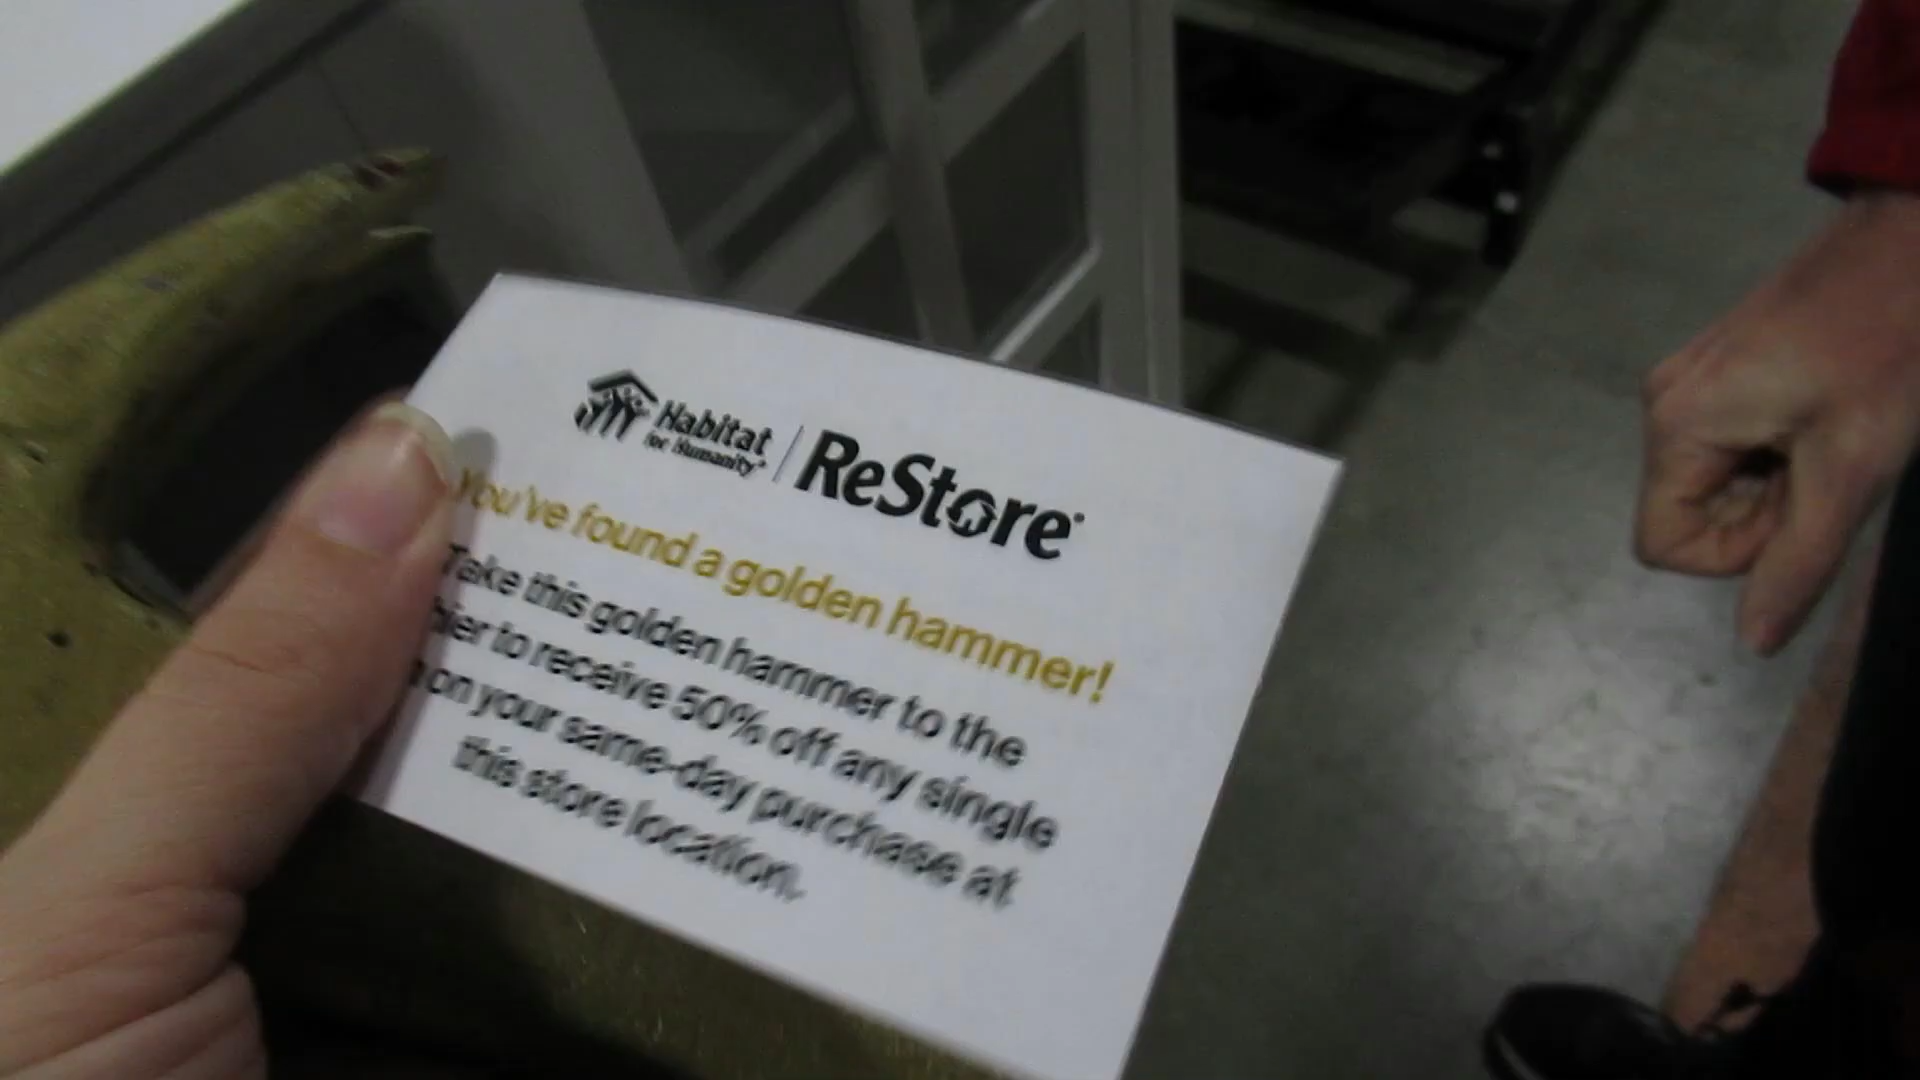 Habitat
for Humanity®
ReStore®
You've found a golden hammer!
Take this golden hammer to the
to receive 50% off any single
on your same-day purchase at
this store location.